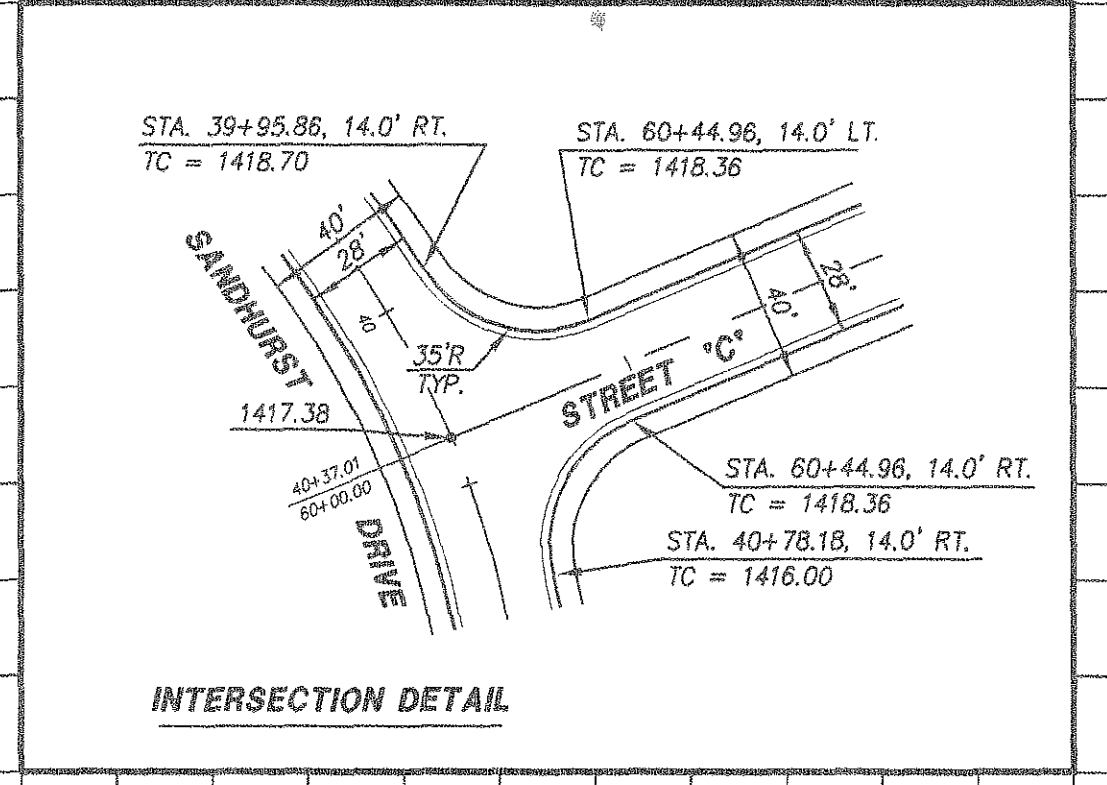 STA. 39+95.86, 14.0' RT.
TC = 1418.70
STA. 60+44.96, 14.0' LT.
TC = 1418.36
40'
28'
SANDHURST
40
35'R
TYP.
28'
40'
STREET "C"
1417.38
40+37.01
60+00.00
STA. 60+44.96, 14.0' RT.
TC = 1418.36
DRIVE
STA. 40+78.18, 14.0' RT.
TC = 1416.00
INTERSECTION DETAIL